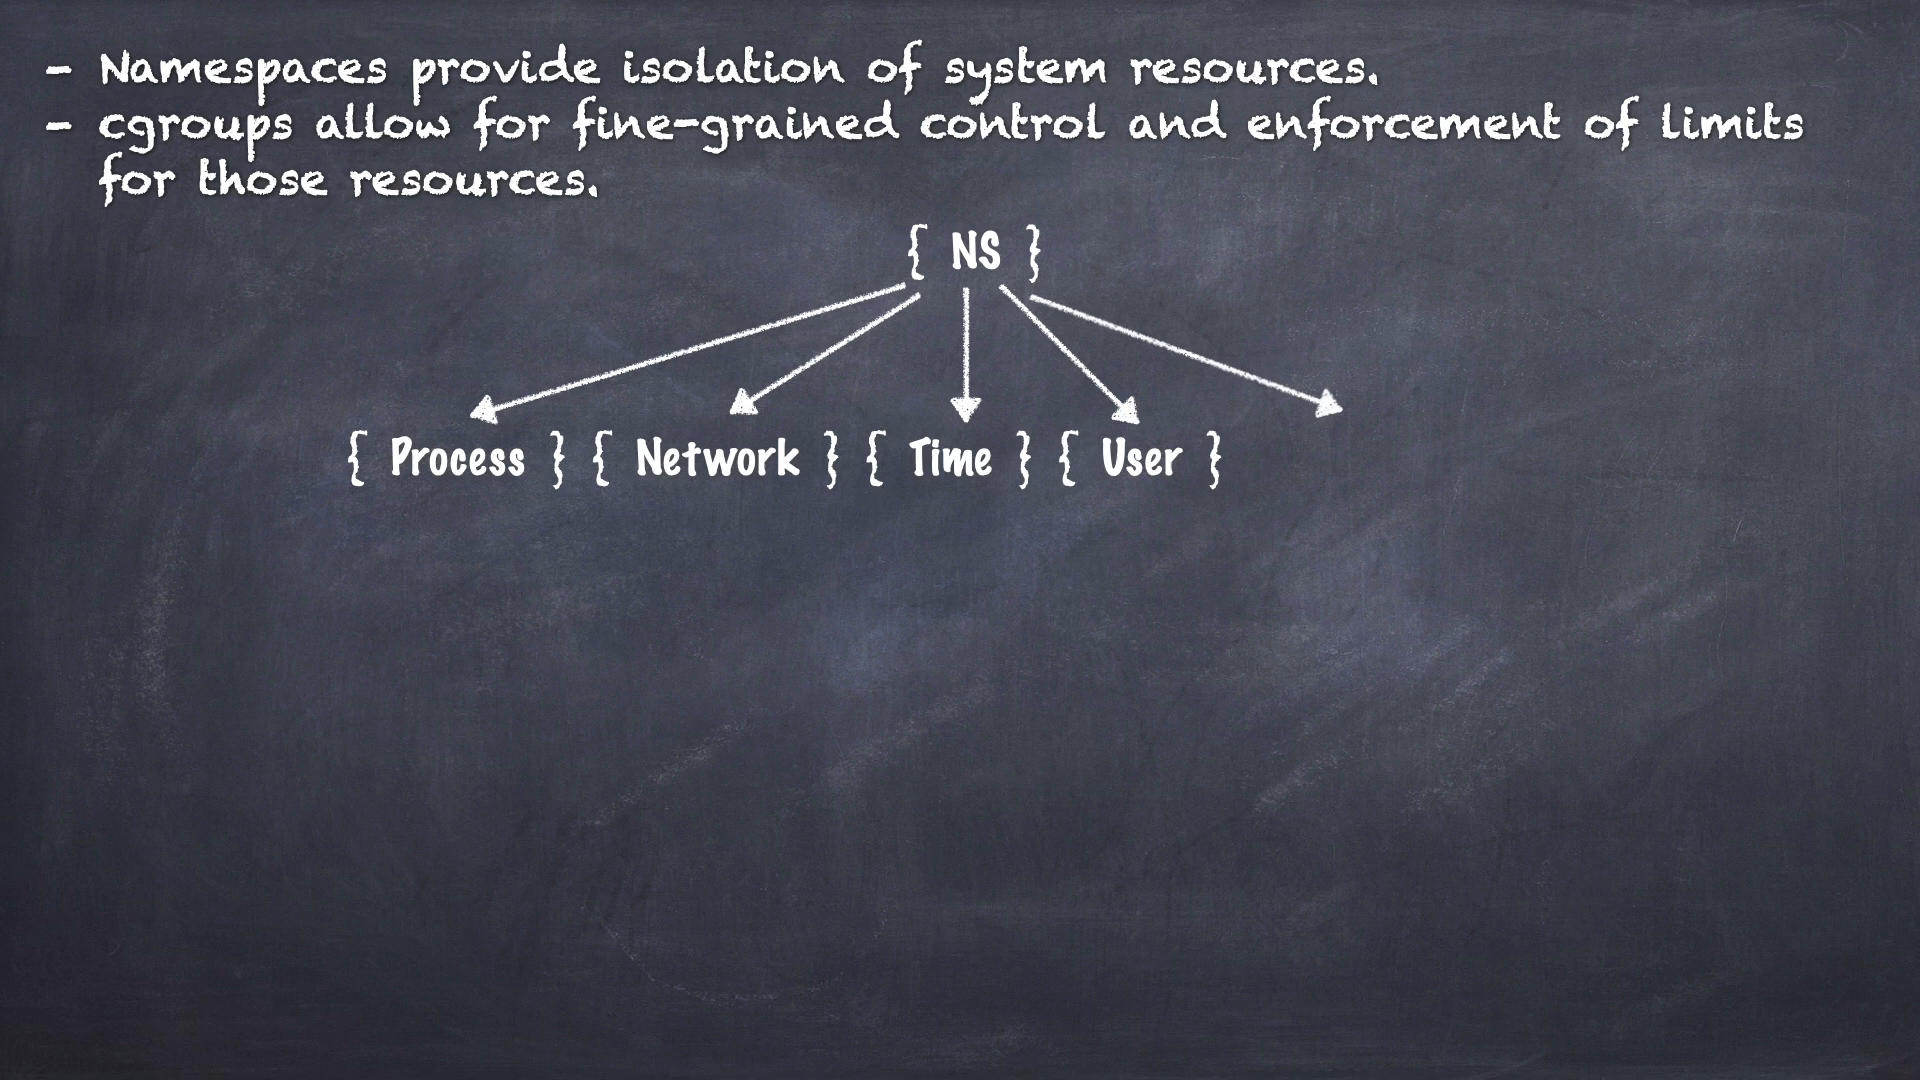 - Namespaces provide isolation of system resources.
- cgroups allow for fine-grained control and enforcement of limits
for those resources.
{ NS }
{ Process } { Network } { Time } { User }